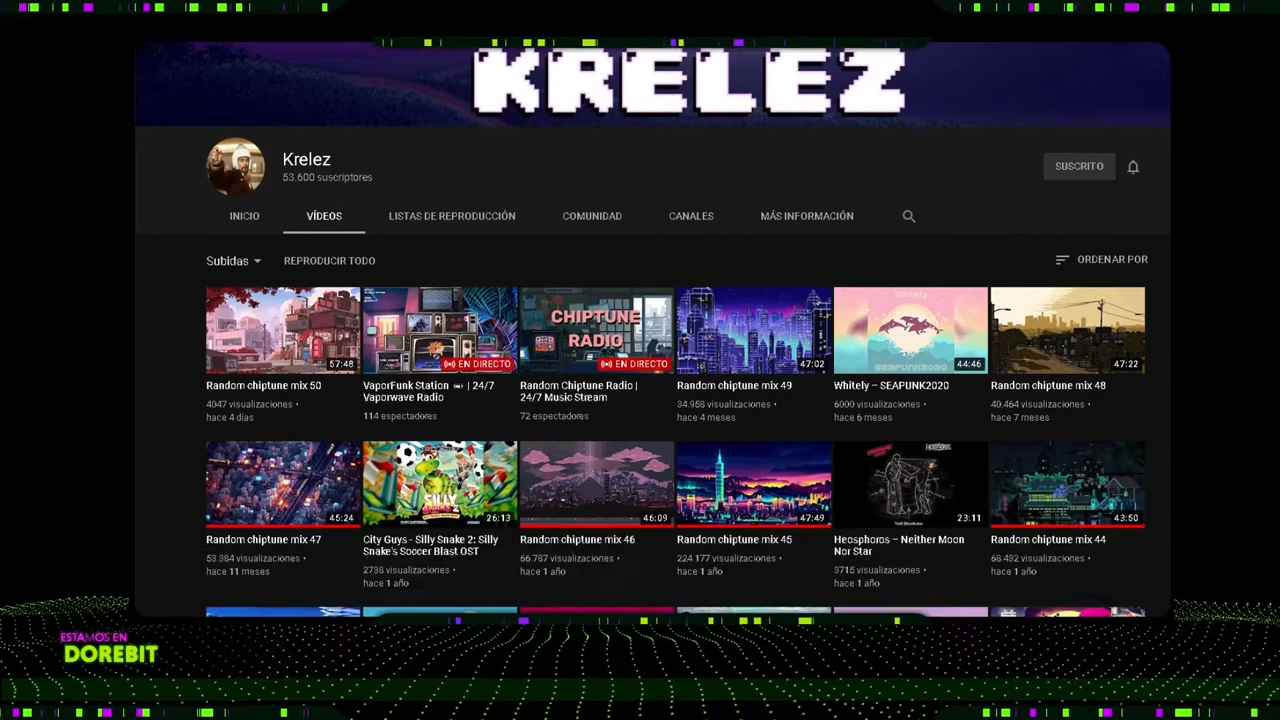 KRELEZ
Krelez
53.600 suscriptores
SUSCRITO
INICIO
VÍDEOS
LISTAS DE REPRODUCCIÓN
COMUNIDAD
CANALES
MÁS INFORMACIÓN
Subidas
REPRODUCIR TODO
ORDENAR POR
57:48
EN DIRECTO
CHIPTUNE
RADIO
EN DIRECTO
47:02
Whitely
SEAPUNK2020
44:46
47:22
Random chiptune mix 50
4047 visualizaciones •
hace 4 días
VaporFunk Station 📼 | 24/7
Vaporwave Radio
114 espectadores
Random Chiptune Radio |
24/7 Music Stream
72 espectadores
Random chiptune mix 49
34.958 visualizaciones •
hace 4 meses
Whitely – SEAPUNK2020
6000 visualizaciones •
hace 6 meses
Random chiptune mix 48
40.464 visualizaciones •
hace 7 meses
45:24
SILLY
26:13
46:09
47:49
23:11
43:50
Random chiptune mix 47
53.384 visualizaciones •
hace 11 meses
City Guys - Silly Snake 2: Silly
Snake's Soccer Blast OST
2738 visualizaciones •
hace 1 año
Random chiptune mix 46
66.787 visualizaciones •
hace 1 año
Random chiptune mix 45
224.177 visualizaciones •
hace 1 año
Heosphoros – Neither Moon
Nor Star
3715 visualizaciones •
hace 1 año
Random chiptune mix 44
68.432 visualizaciones •
hace 1 año
ESTAMOS EN
DOREBIT